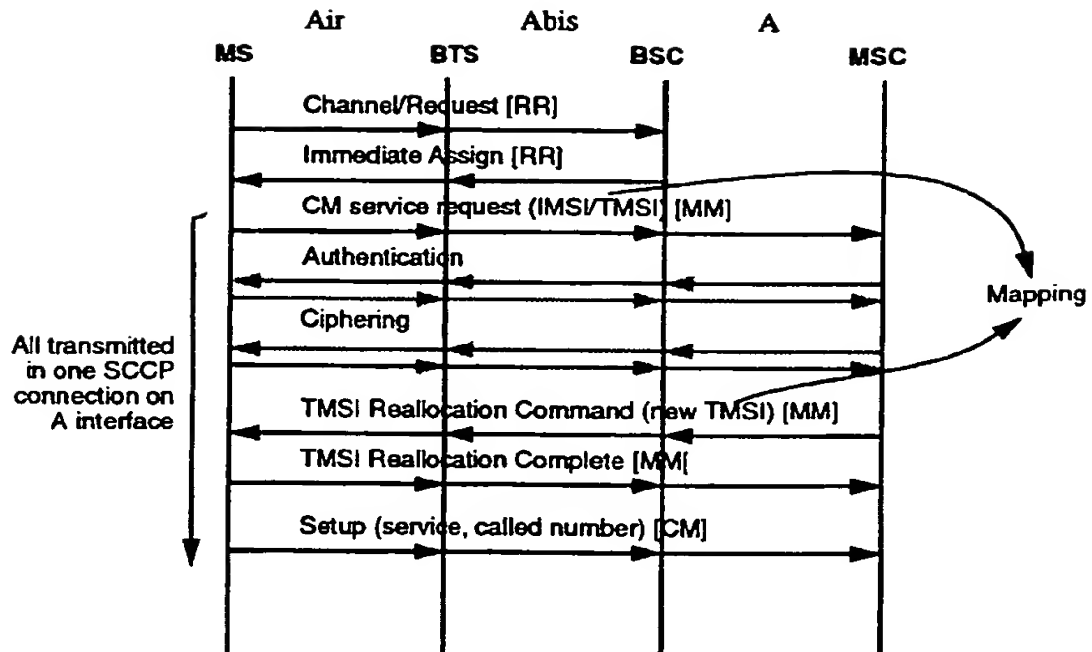 Air Abis A
MS BTS BSC MSC
Channel/Request [RR]
Immediate Assign [RR]
CM service request (IMSI/TMSI) [MM]
Authentication
Mapping
Ciphering
All transmitted
in one SCCP
connection on
A interface
TMSI Reallocation Command (new TMSI) [MM]
TMSI Reallocation Complete [MM[
Setup (service, called number) [CM]